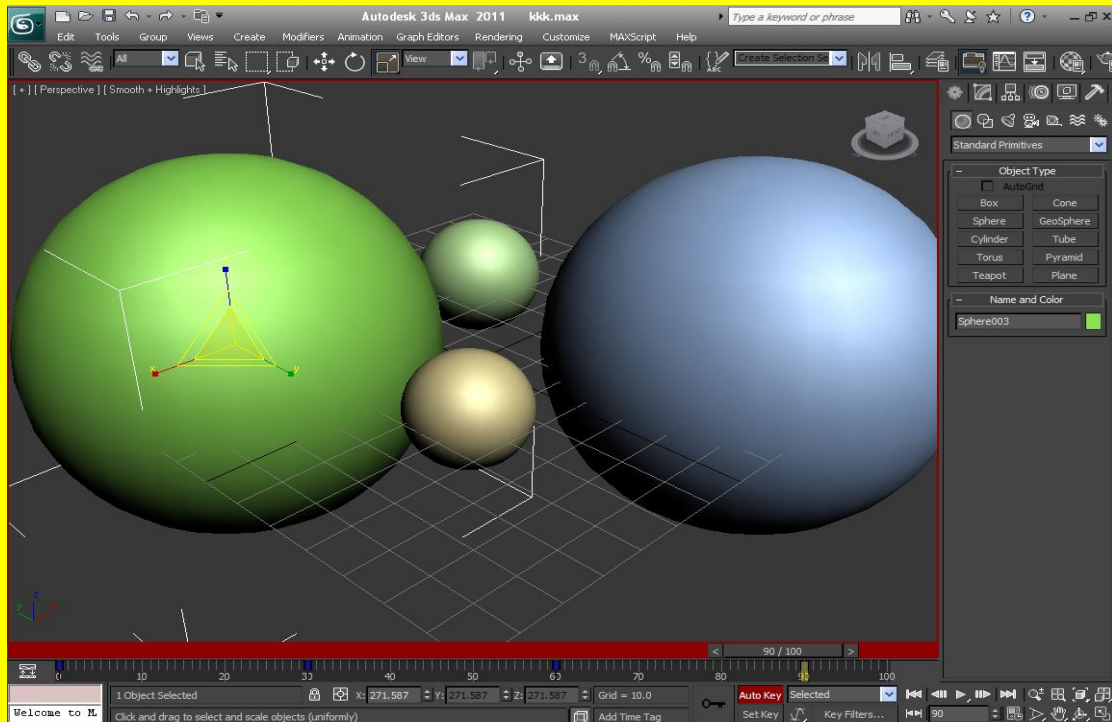 Autodesk 3ds Max 2011 kkk.max
Type a keyword or phrase
Edit Tools Group Views Create Modifiers Animation Graph Editors Rendering Customize MAXScript Help
All
View
3
ABC
Create Selection Se
[ + ] [ Perspective ] [ Smooth + Highlights ]
Standard Primitives
Object Type
AutoGrid
Box Cone
Sphere GeoSphere
Cylinder Tube
Torus Pyramid
Teapot Plane
Name and Color
Sphere003
x
y
z
y
< 90 / 100 >
0 10 20 30 40 50 60 70 80 90 100
1 Object Selected X: 271.587 Y: 271.587 Z: 271.587 Grid = 10.0 Auto Key Selected
Welcome to M. Click and drag to select and scale objects (uniformly) Add Time Tag Set Key Key Filters... 90